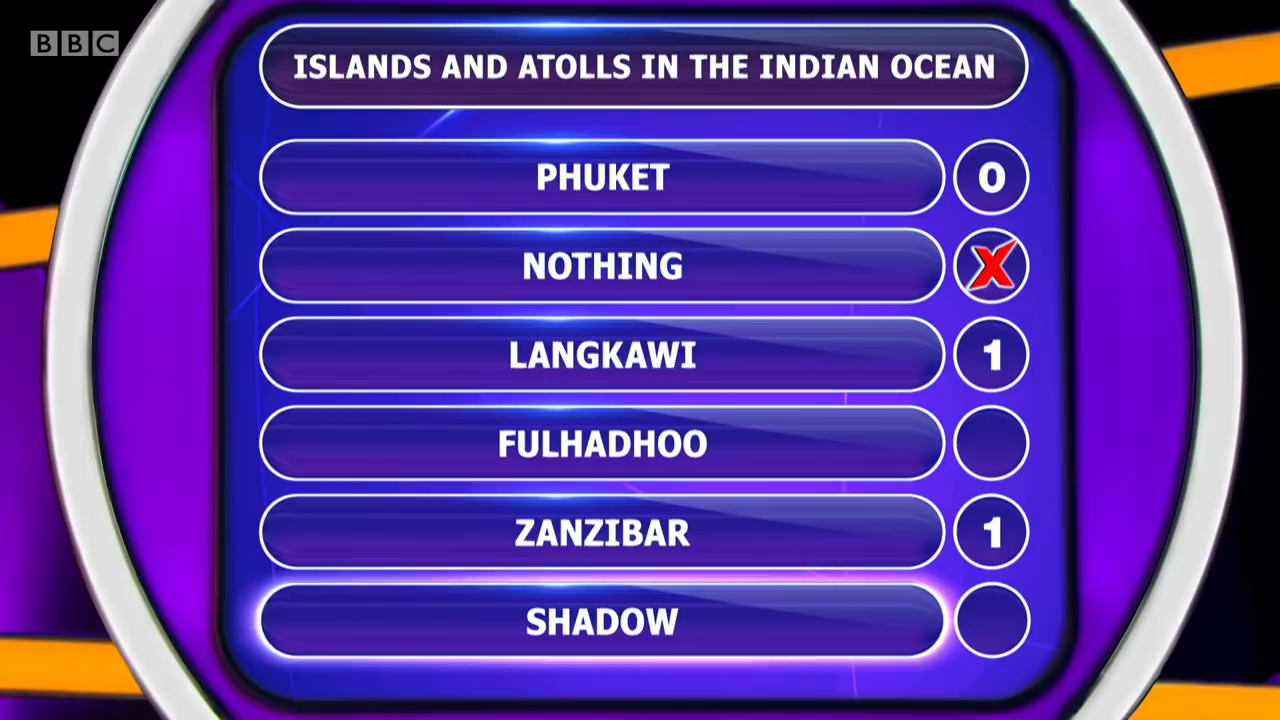 BBC
ISLANDS AND ATOLLS IN THE INDIAN OCEAN
PHUKET 0
NOTHING X
LANGKAWI 1
FULHADHOO
ZANZIBAR 1
SHADOW